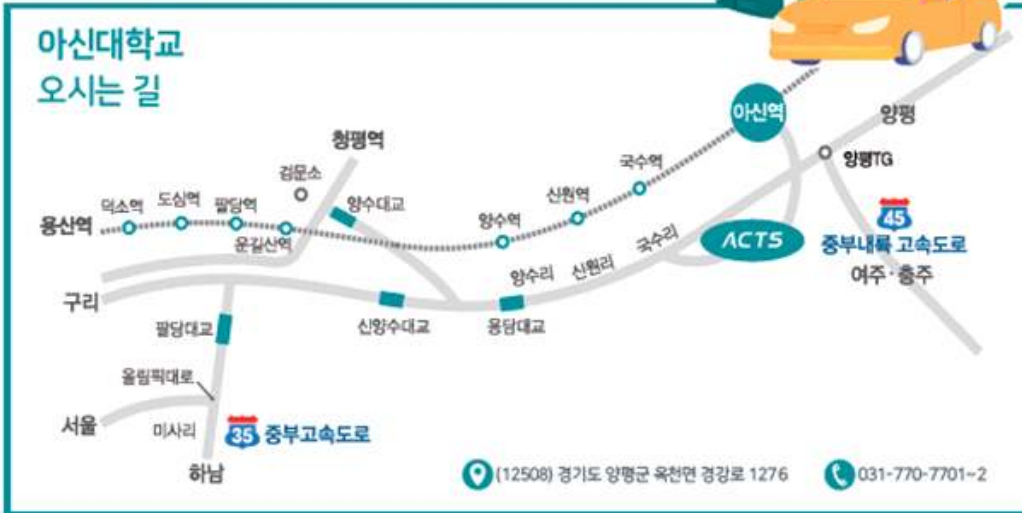 아신대학교
오시는 길
청평역
검문소
아신역
양평
양평TG
국수역
신원역
양수역
양수대교
용산역
덕소역
도심역
팔당역
운길산역
국수리
신원리
양수리
ACTS
45
중부내륙 고속도로
여주·충주
구리
팔당대교
신양수대교
용담대교
올림픽대로
서울
미사리
35 중부고속도로
하남
(12508) 경기도 양평군 옥천면 경강로 1276
031-770-7701~2